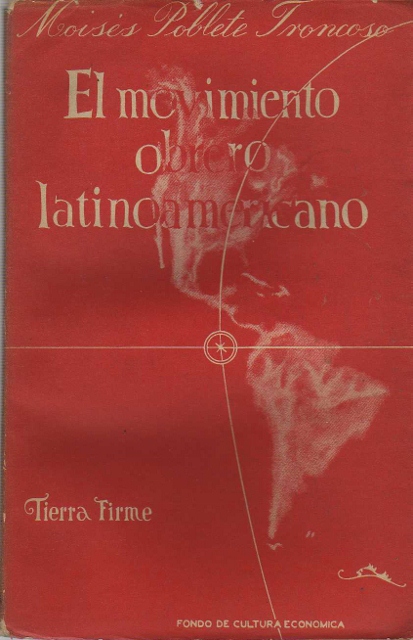 Moisés Poblete Troncoso
El movimiento
obrero
latinoamericano
Tierra Firme
FONDO DE CULTURA ECONOMICA